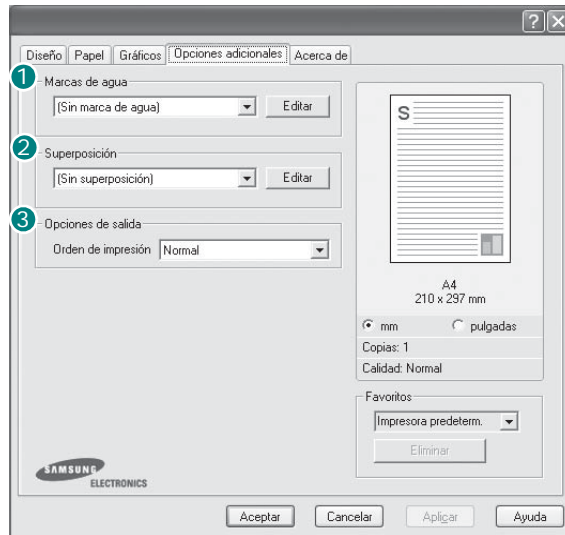 Diseño Papel Gráficos Opciones adicionales Acerca de
1 Marcas de agua
(Sin marca de agua) Editar
2 Superposición
(Sin superposición) Editar
3 Opciones de salida
Orden de impresión Normal
S
A4
210 x 297 mm
mm pulgadas
Copias: 1
Calidad: Normal
Favoritos
Impresora predeterm.
Eliminar
SAMSUNG
ELECTRONICS
Aceptar Cancelar Aplicar Ayuda